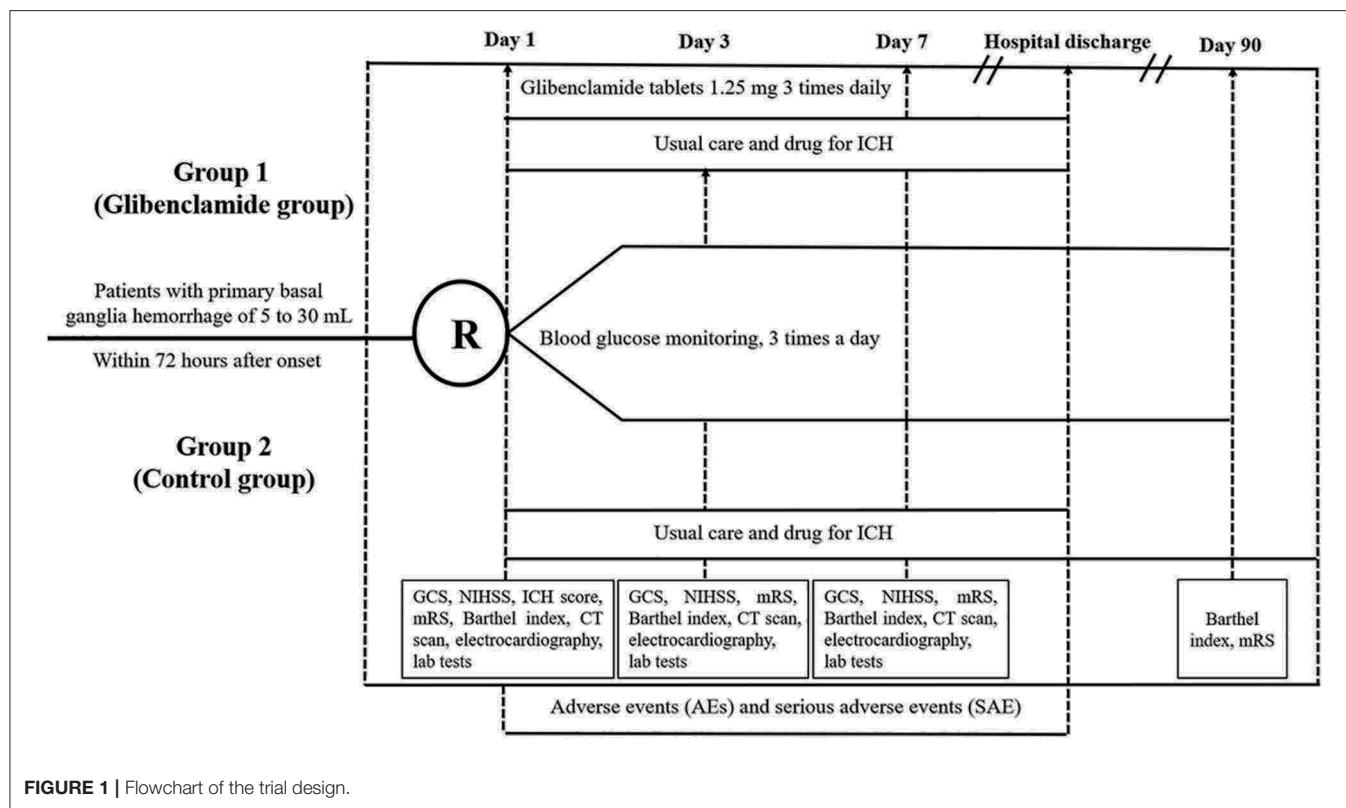 Day 1
Day 3
Day 7
Hospital discharge
Day 90
Glibenclamide tablets 1.25 mg 3 times daily
Usual care and drug for ICH
Group 1
(Glibenclamide group)
Patients with primary basal
ganglia hemorrhage of 5 to 30 mL
Within 72 hours after onset
R
Blood glucose monitoring, 3 times a day
Group 2
(Control group)
Usual care and drug for ICH
GCS, NIHSS, ICH score,
mRS, Barthel index, CT
scan, electrocardiography,
lab tests
GCS, NIHSS, mRS,
Barthel index, CT scan,
electrocardiography,
lab tests
GCS, NIHSS, mRS,
Barthel index, CT scan,
electrocardiography,
lab tests
Barthel
index, mRS
Adverse events (AEs) and serious adverse events (SAE)
FIGURE 1 | Flowchart of the trial design.